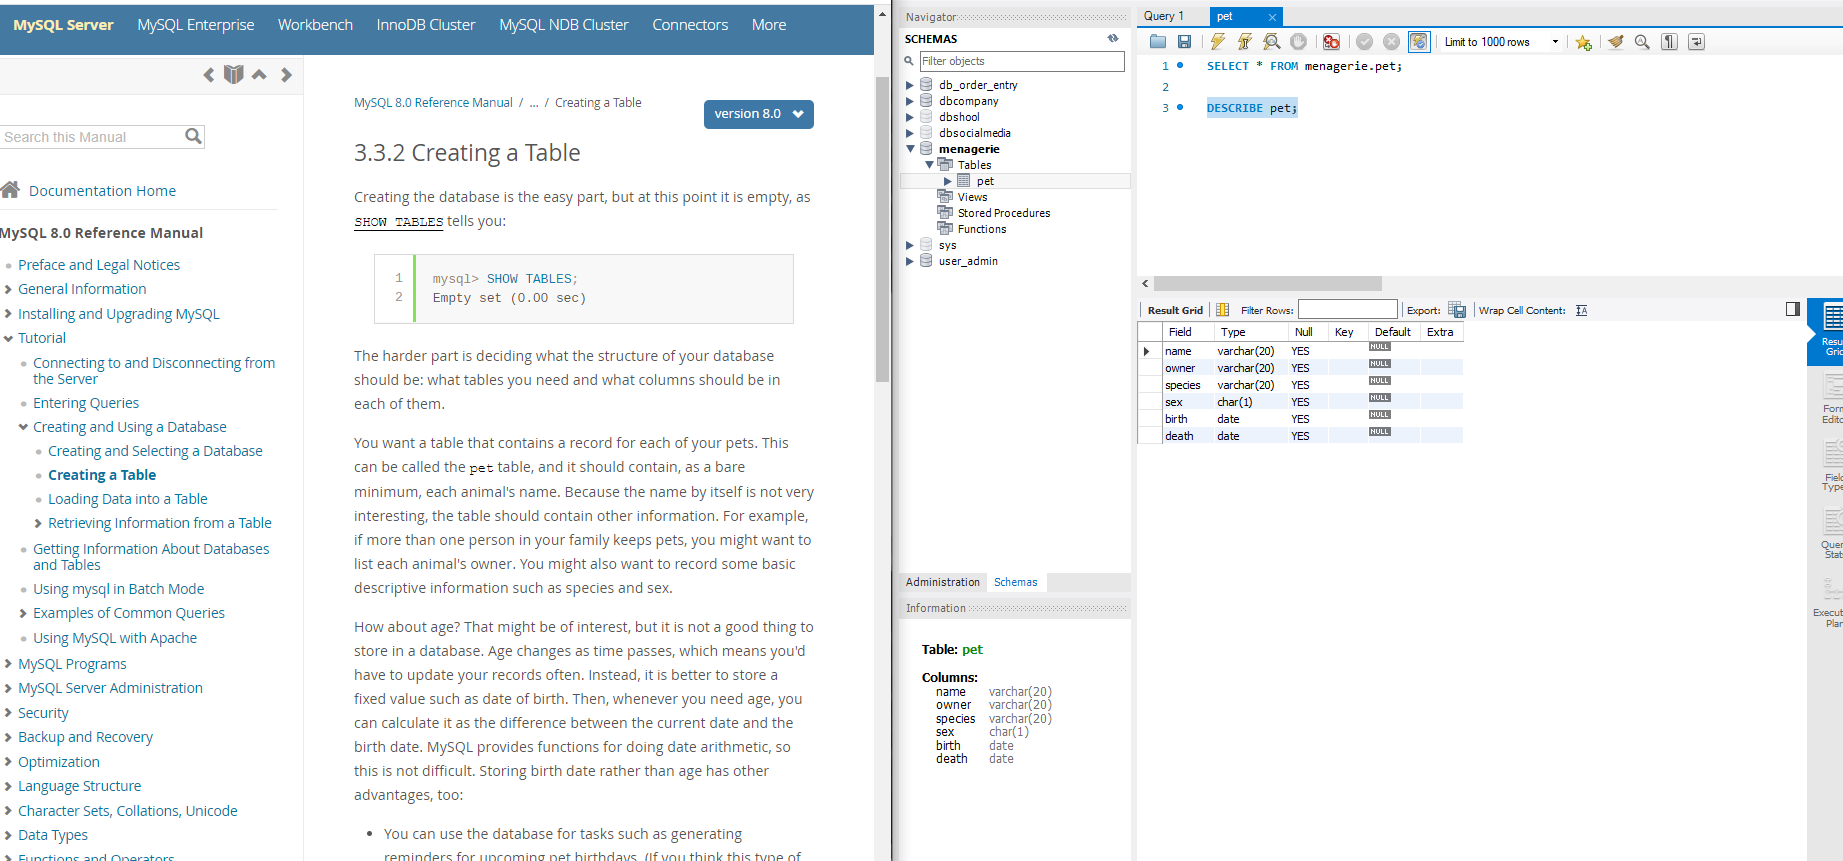 MySQL Server MySQL Enterprise Workbench InnoDB Cluster MySQL NDB Cluster Connectors More
Search this Manual
Documentation Home
MySQL 8.0 Reference Manual
Preface and Legal Notices
General Information
Installing and Upgrading MySQL
Tutorial
Connecting to and Disconnecting from
the Server
Entering Queries
Creating and Using a Database
Creating and Selecting a Database
Creating a Table
Loading Data into a Table
Retrieving Information from a Table
Getting Information About Databases
and Tables
Using mysql in Batch Mode
Examples of Common Queries
Using MySQL with Apache
MySQL Programs
MySQL Server Administration
Security
Backup and Recovery
Optimization
Language Structure
Character Sets, Collations, Unicode
Data Types
Functions and Operators
MySQL 8.0 Reference Manual / ... / Creating a Table
version 8.0
3.3.2 Creating a Table
Creating the database is the easy part, but at this point it is empty, as
SHOW TABLES tells you:
1 mysql> SHOW TABLES;
2 Empty set (0.00 sec)
The harder part is deciding what the structure of your database
should be: what tables you need and what columns should be in
each of them.
You want a table that contains a record for each of your pets. This
can be called the pet table, and it should contain, as a bare
minimum, each animal's name. Because the name by itself is not very
interesting, the table should contain other information. For example,
if more than one person in your family keeps pets, you might want to
list each animal's owner. You might also want to record some basic
descriptive information such as species and sex.
How about age? That might be of interest, but it is not a good thing to
store in a database. Age changes as time passes, which means you'd
have to update your records often. Instead, it is better to store a
fixed value such as date of birth. Then, whenever you need age, you
can calculate it as the difference between the current date and the
birth date. MySQL provides functions for doing date arithmetic, so
this is not difficult. Storing birth date rather than age has other
advantages, too:
• You can use the database for tasks such as generating
reminders for upcoming pet birthdays. (If you think this type of
Navigator
SCHEMAS
Filter objects
db_order_entry
dbcompany
dbshool
dbsocialmedia
menagerie
Tables
pet
Views
Stored Procedures
Functions
sys
user_admin
Administration Schemas
Information
Table: pet
Columns:
name varchar(20)
owner varchar(20)
species varchar(20)
sex char(1)
birth date
death date
Query 1 pet
Limit to 1000 rows
1 SELECT * FROM menagerie.pet;
2
3 DESCRIBE pet;
Result Grid Filter Rows: Export: Wrap Cell Content:
Field Type Null Key Default Extra
name varchar(20) YES NULL
owner varchar(20) YES NULL
species varchar(20) YES NULL
sex char(1) YES NULL
birth date YES NULL
death date YES NULL
Resu
Grid
Form
Edito
Field
Type
Quer
Stat
Execut
Plan